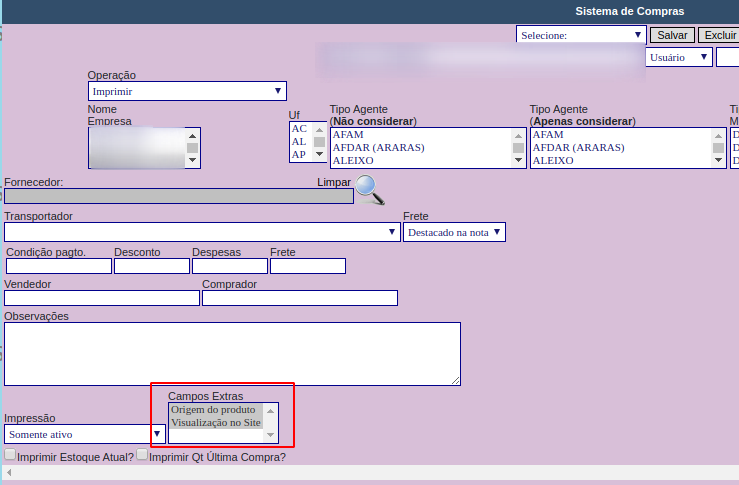 Sistema de Compras
Selecione: Salvar Excluir
Usuário
Operação
Imprimir
Nome
Empresa
Uf
AC
AL
AP
Tipo Agente
(Não considerar)
AFAM
AFDAR (ARARAS)
ALEIXO
Tipo Agente
(Apenas considerar)
AFAM
AFDAR (ARARAS)
ALEIXO
Fornecedor: Limpar
Transportador Frete
Destacado na nota
Condição pagto. Desconto Despesas Frete
Vendedor Comprador
Observações
Campos Extras
Origem do produto
Visualização no Site
Impressão
Somente ativo
Imprimir Estoque Atual? Imprimir Qt Última Compra?